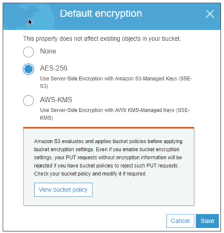 Default encryption
This property does not affect existing objects in your bucket.
None
AES-256
Use Server-Side Encryption with Amazon S3-Managed Keys (SSE-
S3)
AWS-KMS
Use Server-Side Encryption with AWS KMS-Managed Keys (SSE-
KMS)
Amazon S3 evaluates and applies bucket policies before applying
bucket encryption settings. Even if you enable bucket encryption
settings, your PUT requests without encryption information will be
rejected if you have bucket policies to reject such PUT requests.
Check your bucket policy and modify it if required.
View bucket policy
Cancel
Save